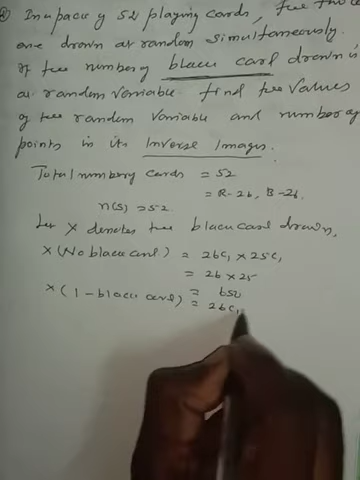 In a pack of 52 playing cards, two
are drawn at random simultaneously.
If the number of black card drawn is
a random variable. find the values
of the random variable and number of
points in its Inverse Images.
Total number of cards = 52
= R-26, B-26.
n(S) = 52
Let X denotes the black card drawn,
X (No black card) = 26C₁ × 25C₁
= 26 × 25
= 650
X (1 - black card) = 26C₁